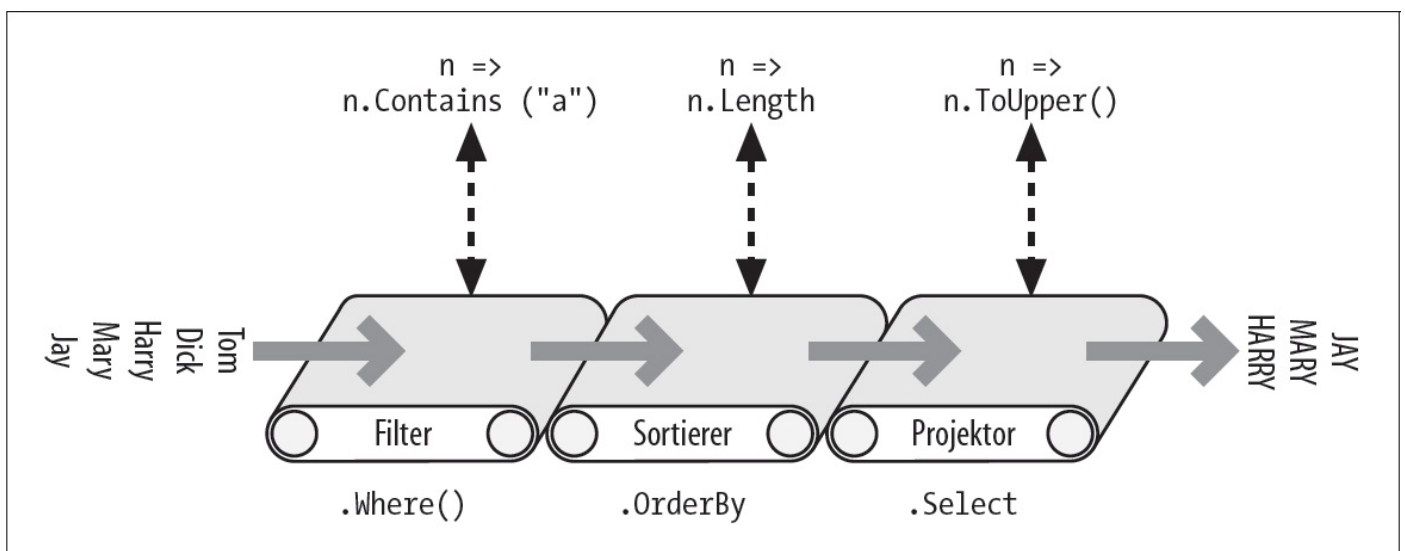 n =>
n.Contains ("a")
n =>
n.Length
n =>
n.ToUpper()
Jay
Mary
Harry
Dick
Tom
HARRY
MARY
JAY
Filter
Sortierer
Projektor
.Where()
.OrderBy
.Select